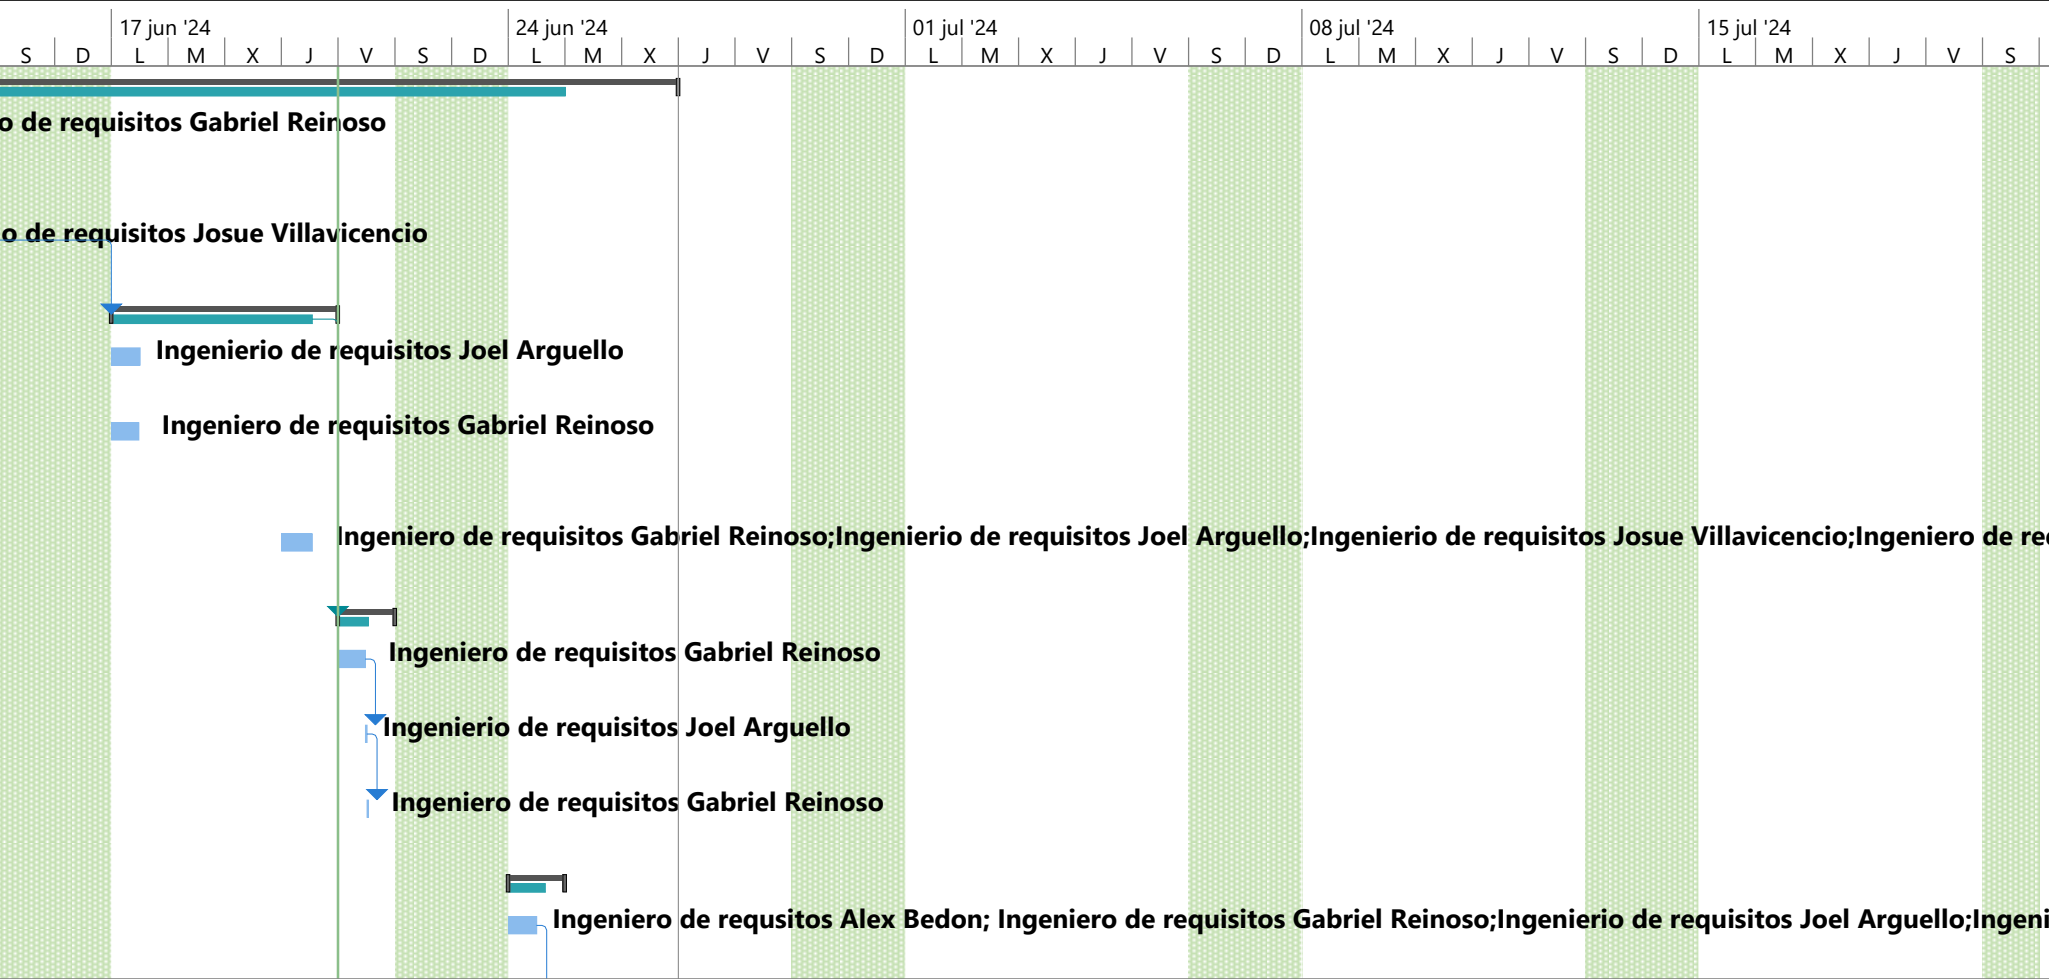 17 jun '24 24 jun '24 01 jul '24 08 jul '24 15 jul '24
S D L M X J V S D L M X J V S D L M X J V S D L M X J V S D L M X J V S
o de requisitos Gabriel Reinoso
o de requisitos Josue Villavicencio
Ingenierio de requisitos Joel Arguello
Ingeniero de requisitos Gabriel Reinoso
Ingeniero de requisitos Gabriel Reinoso;Ingenierio de requisitos Joel Arguello;Ingenierio de requisitos Josue Villavicencio;Ingeniero de re
Ingeniero de requisitos Gabriel Reinoso
Ingenierio de requisitos Joel Arguello
Ingeniero de requisitos Gabriel Reinoso
Ingeniero de requsitos Alex Bedon; Ingeniero de requisitos Gabriel Reinoso;Ingenierio de requisitos Joel Arguello;Ingeni